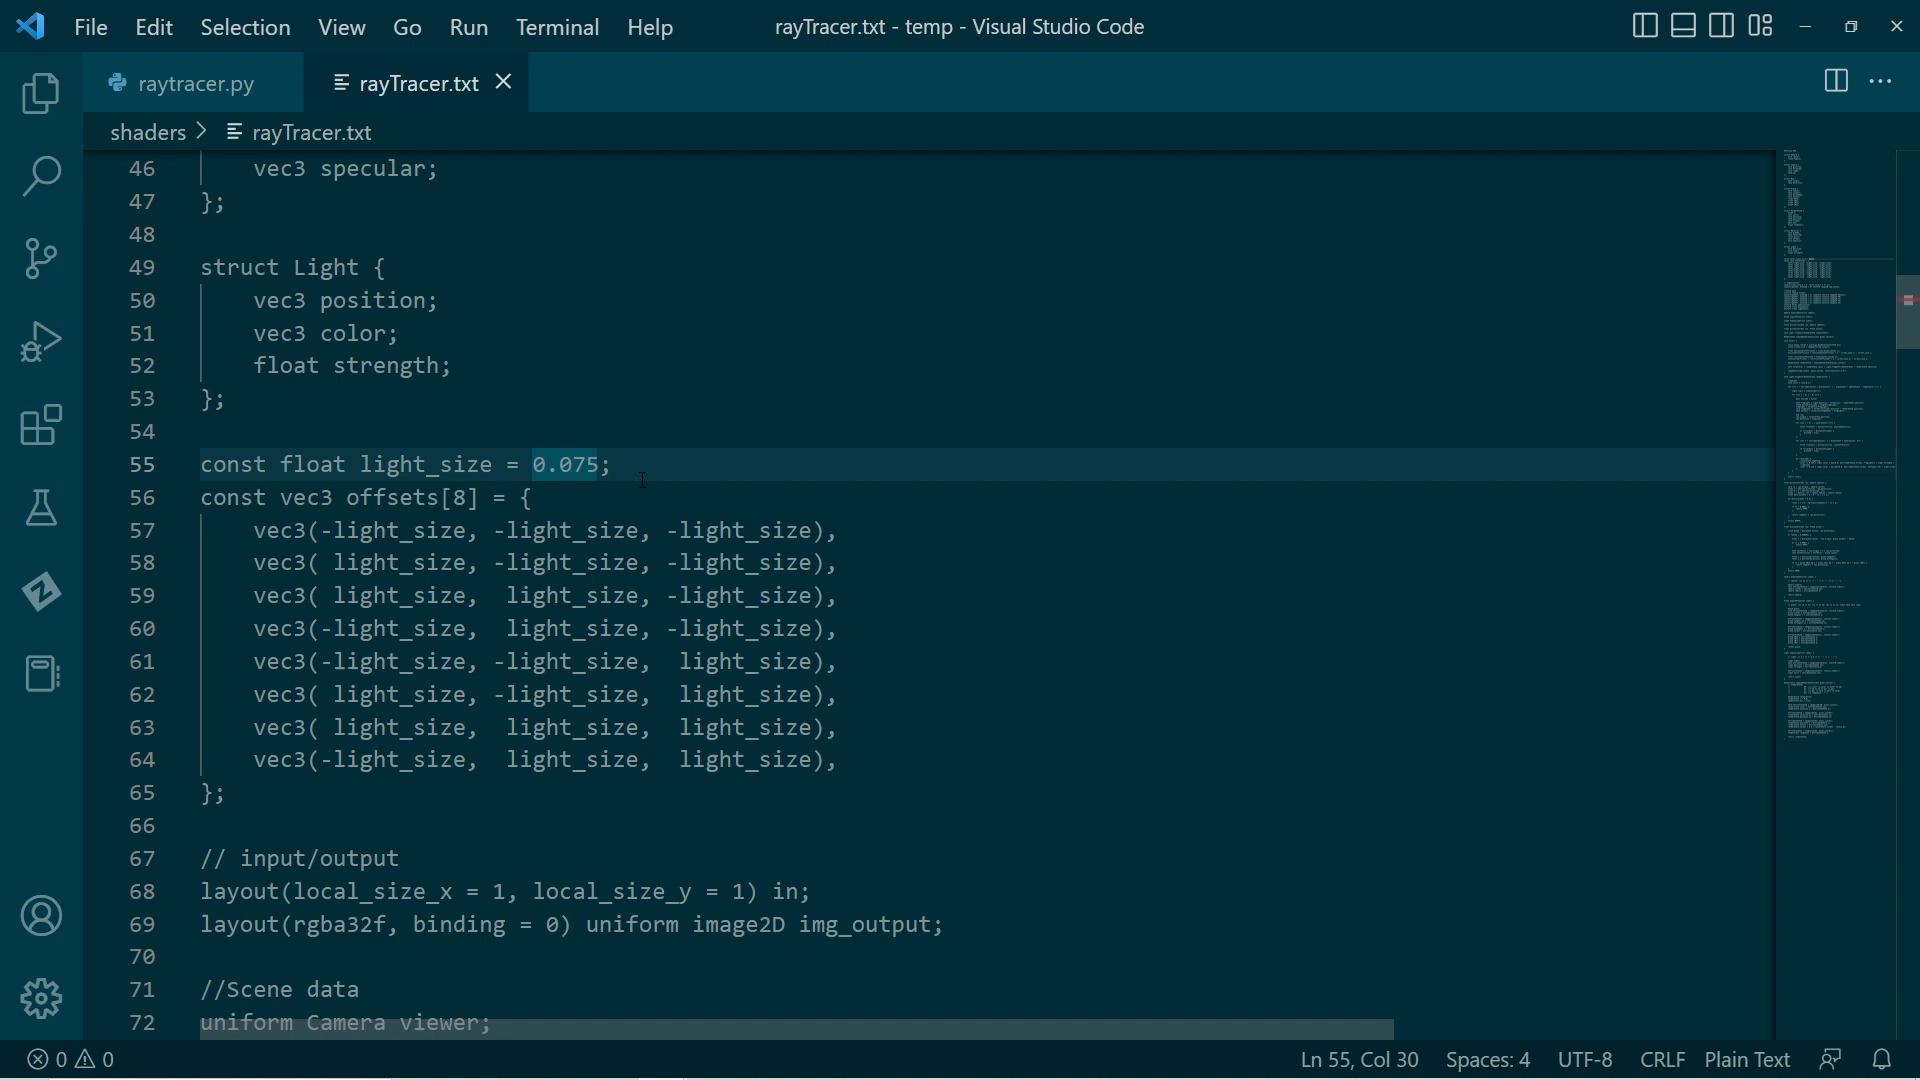 File Edit Selection View Go Run Terminal Help rayTracer.txt - temp - Visual Studio Code
raytracer.py rayTracer.txt
shaders > rayTracer.txt
46 vec3 specular;
47 };
48
49 struct Light {
50 vec3 position;
51 vec3 color;
52 float strength;
53 };
54
55 const float light_size = 0.075;
56 const vec3 offsets[8] = {
57 vec3(-light_size, -light_size, -light_size),
58 vec3( light_size, -light_size, -light_size),
59 vec3( light_size,  light_size, -light_size),
60 vec3(-light_size,  light_size, -light_size),
61 vec3(-light_size, -light_size,  light_size),
62 vec3( light_size, -light_size,  light_size),
63 vec3( light_size,  light_size,  light_size),
64 vec3(-light_size,  light_size,  light_size),
65 };
66
67 // input/output
68 layout(local_size_x = 1, local_size_y = 1) in;
69 layout(rgba32f, binding = 0) uniform image2D img_output;
70
71 //Scene data
72 uniform Camera viewer;
0 0 Ln 55, Col 30 Spaces: 4 UTF-8 CRLF Plain Text